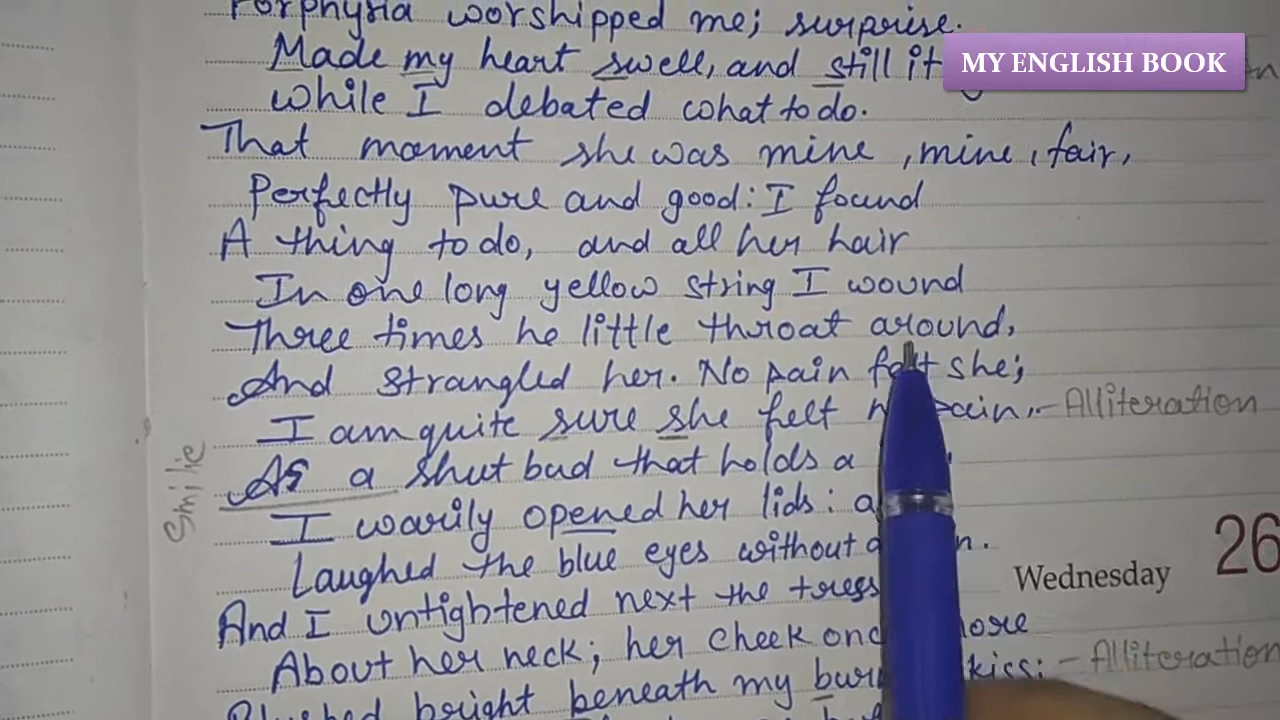 Porphyria worshipped me; surprise.
Made my heart swell, and still it
MY ENGLISH BOOK
while I debated what to do.
That moment she was mine, mine, fair,
Perfectly pure and good: I found
A thing to do, and all her hair
In one long yellow string I wound
Three times he little throat around,
And strangled her. No pain felt she;
I am quite sure she felt pain. - Alliteration
Smilie
As a shut bud that holds a
I warily opened her lids:
Laughed the blue eyes without
26
Wednesday
And I untightened next the tress
About her neck; her cheek once more
Blushed bright beneath my kiss: - Alliteration